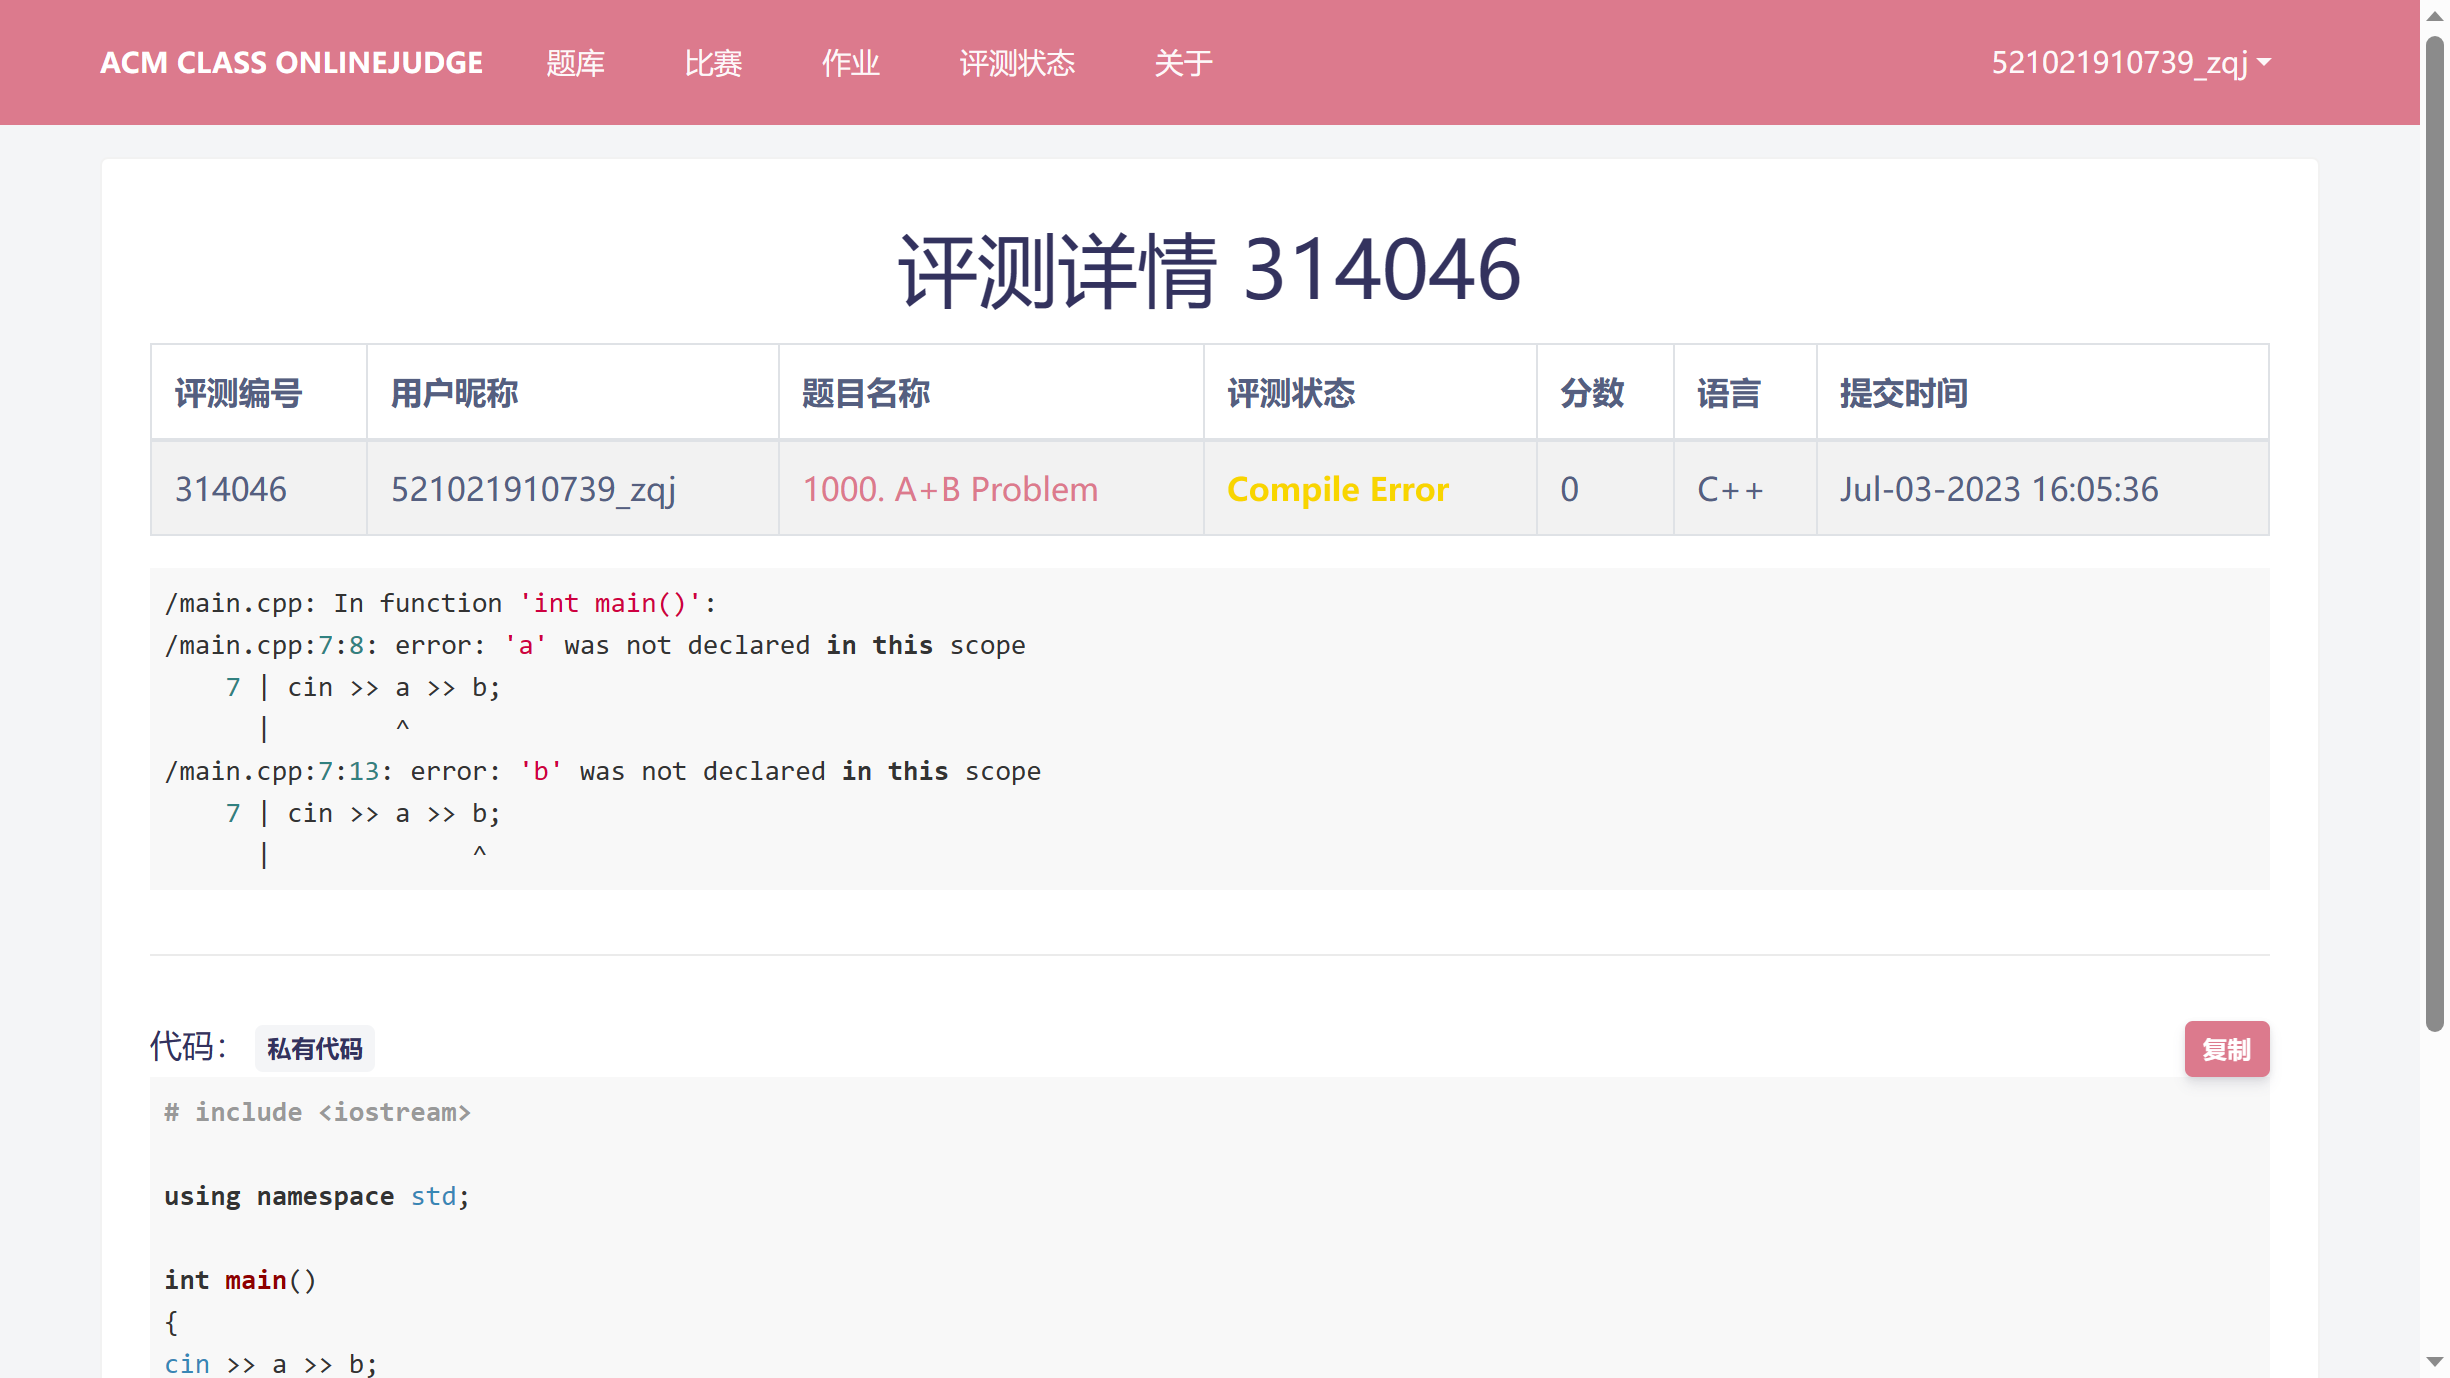 ACM CLASS ONLINEJUDGE 题库 比赛 作业 评测状态 关于 521021910739_zqj
评测详情 314046
评测编号 用户昵称 题目名称 评测状态 分数 语言 提交时间
314046 521021910739_zqj 1000. A+B Problem Compile Error 0 C++ Jul-03-2023 16:05:36
/main.cpp: In function 'int main()':
/main.cpp:7:8: error: 'a' was not declared in this scope
    7 | cin >> a >> b;
      |        ^
/main.cpp:7:13: error: 'b' was not declared in this scope
    7 | cin >> a >> b;
      |             ^
代码： 私有代码 复制
# include <iostream>
using namespace std;
int main()
{
cin >> a >> b;